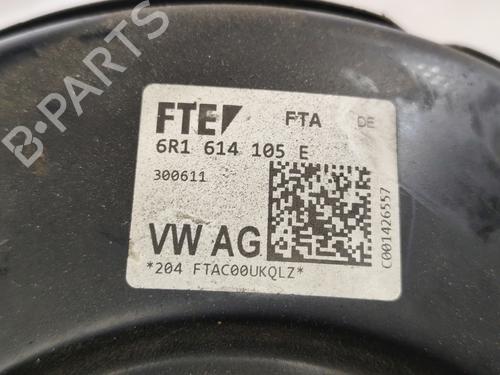 B-PARTS
FTE FTA DE
6R1 614 105 E
300611
VW AG
*204 FTAC00UKQLZ*
C001426557